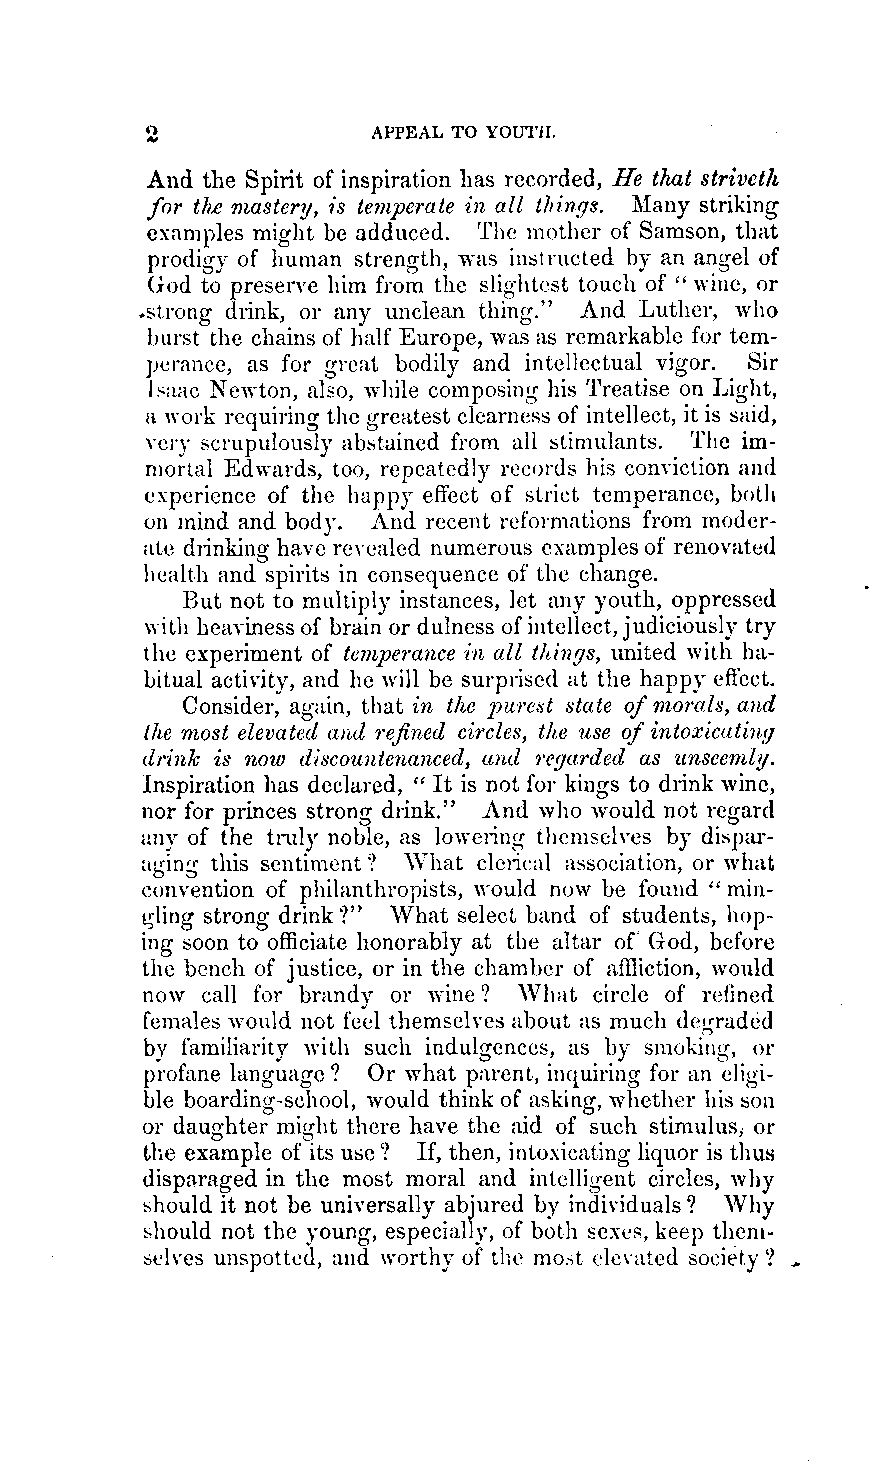 2 APPEAL TO YOUTH.
And the Spirit of inspiration has recorded, He that striveth
for the mastery, is temperate in all things. Many striking
examples might be adduced. The mother of Samson, that
prodigy of human strength, was instructed by an angel of
God to preserve him from the slightest touch of “wine, or
strong drink, or any unclean thing.” And Luther, who
burst the chains of half Europe, was as remarkable for tem-
perance, as for great bodily and intellectual vigor. Sir
Isaac Newton, also, while composing his Treatise on Light,
a work requiring the greatest clearness of intellect, it is said,
very scrupulously abstained from all stimulants. The im-
mortal Edwards, too, repeatedly records his conviction and
experience of the happy effect of strict temperance, both
on mind and body. And recent reformations from moder-
ate drinking have revealed numerous examples of renovated
health and spirits in consequence of the change.
But not to multiply instances, let any youth, oppressed
with heaviness of brain or dulness of intellect, judiciously try
the experiment of temperance in all things, united with ha-
bitual activity, and he will be surprised at the happy effect.
Consider, again, that in the purest state of morals, and
the most elevated and refined circles, the use of intoxicating
drink is now discountenanced, and regarded as unseemly.
Inspiration has declared, “It is not for kings to drink wine,
nor for princes strong drink.” And who would not regard
any of the truly noble, as lowering themselves by dispar-
aging this sentiment? What clerical association, or what
convention of philanthropists, would now be found “min-
gling strong drink?” What select band of students, hop-
ing soon to officiate honorably at the altar of God, before
the bench of justice, or in the chamber of affliction, would
now call for brandy or wine? What circle of refined
females would not feel themselves about as much degraded
by familiarity with such indulgences, as by smoking, or
profane language? Or what parent, inquiring for an eligi-
ble boarding-school, would think of asking, whether his son
or daughter might there have the aid of such stimulus, or
the example of its use? If, then, intoxicating liquor is thus
disparaged in the most moral and intelligent circles, why
should it not be universally abjured by individuals? Why
should not the young, especially, of both sexes, keep them-
selves unspotted, and worthy of the most elevated society?